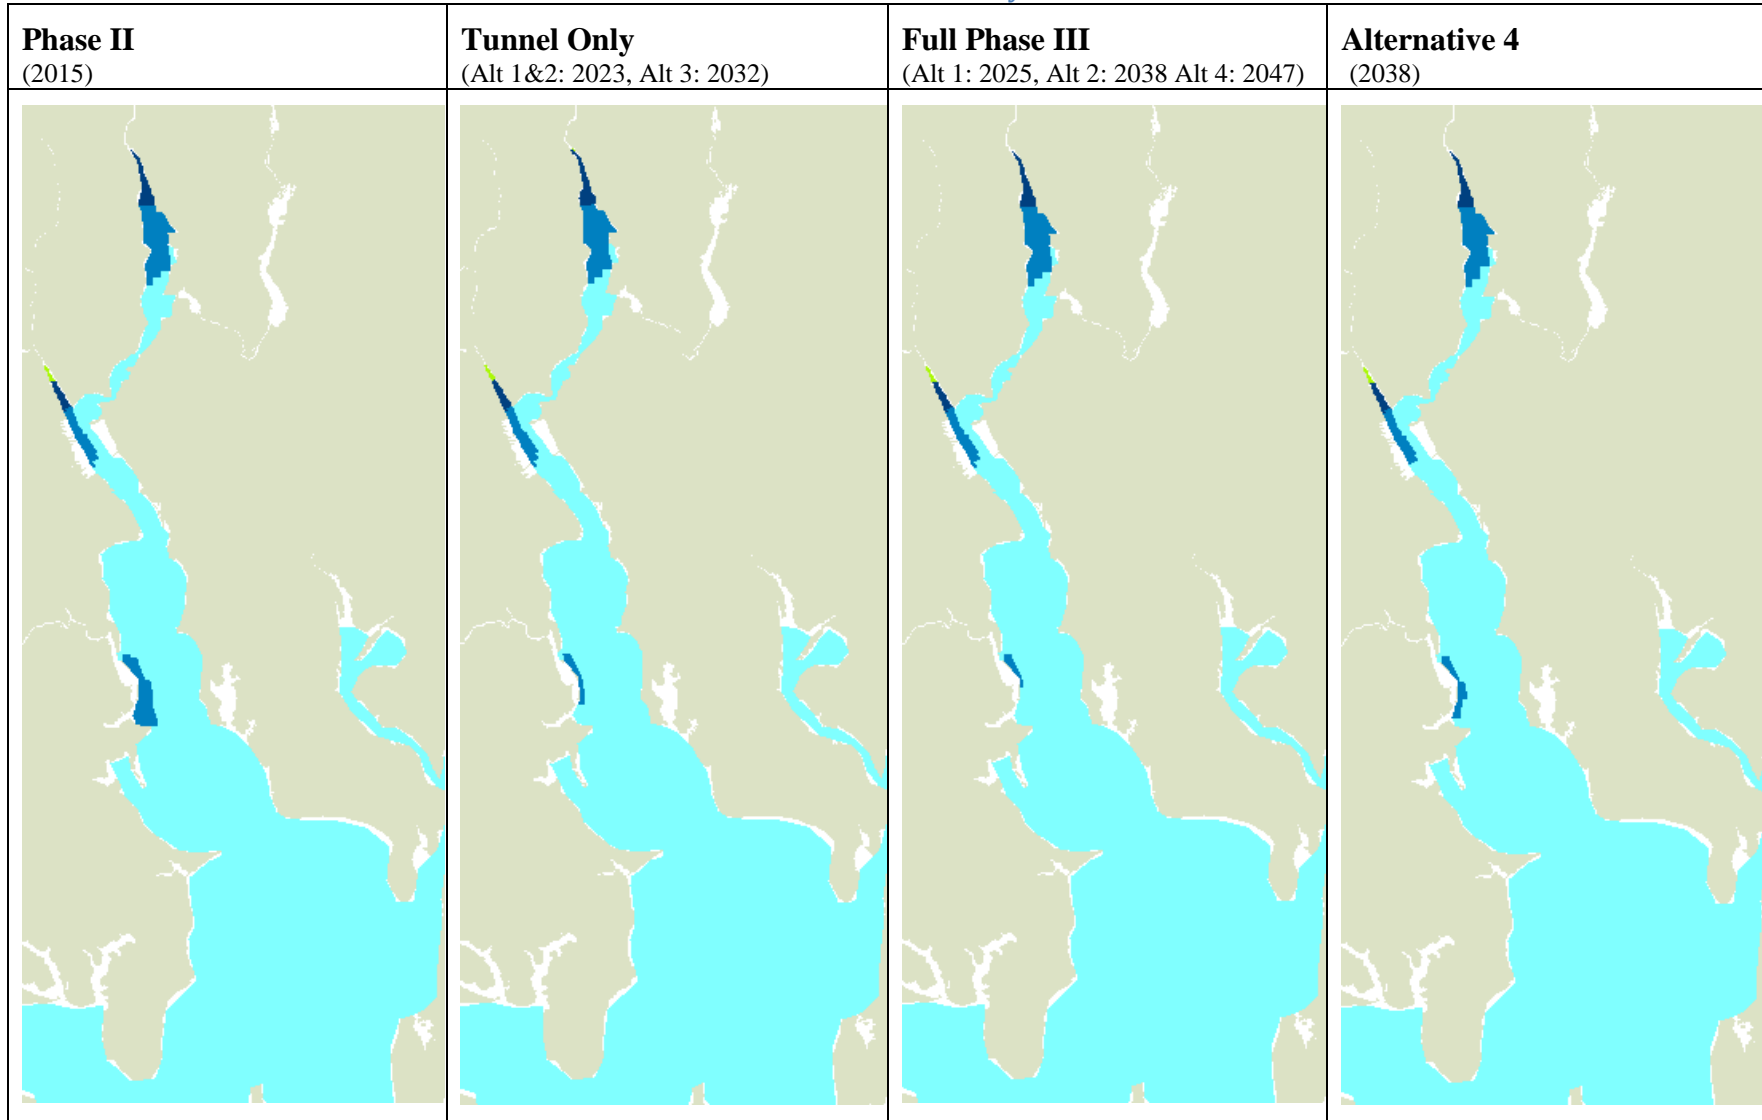 Phase II
(2015)
Tunnel Only
(Alt 1&2: 2023, Alt 3: 2032)
Full Phase III
(Alt 1: 2025, Alt 2: 2038 Alt 4: 2047)
Alternative 4
(2038)